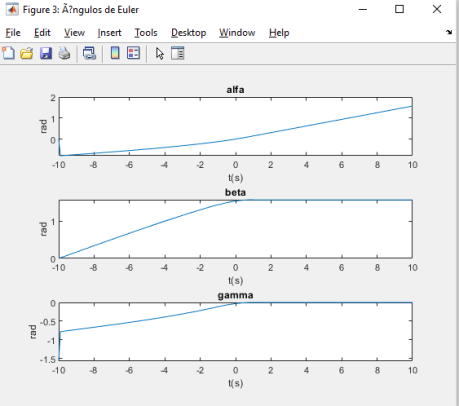 Figure 3: Ã?ngulos de Euler
File Edit View Insert Tools Desktop Window Help
alfa
2
1
0
rad
-10 -8 -6 -4 -2 0 2 4 6 8 10
t(s)
beta
1
0
rad
-10 -8 -6 -4 -2 0 2 4 6 8 10
t(s)
gamma
0
-0.5
-1
-1.5
rad
-10 -8 -6 -4 -2 0 2 4 6 8 10
t(s)